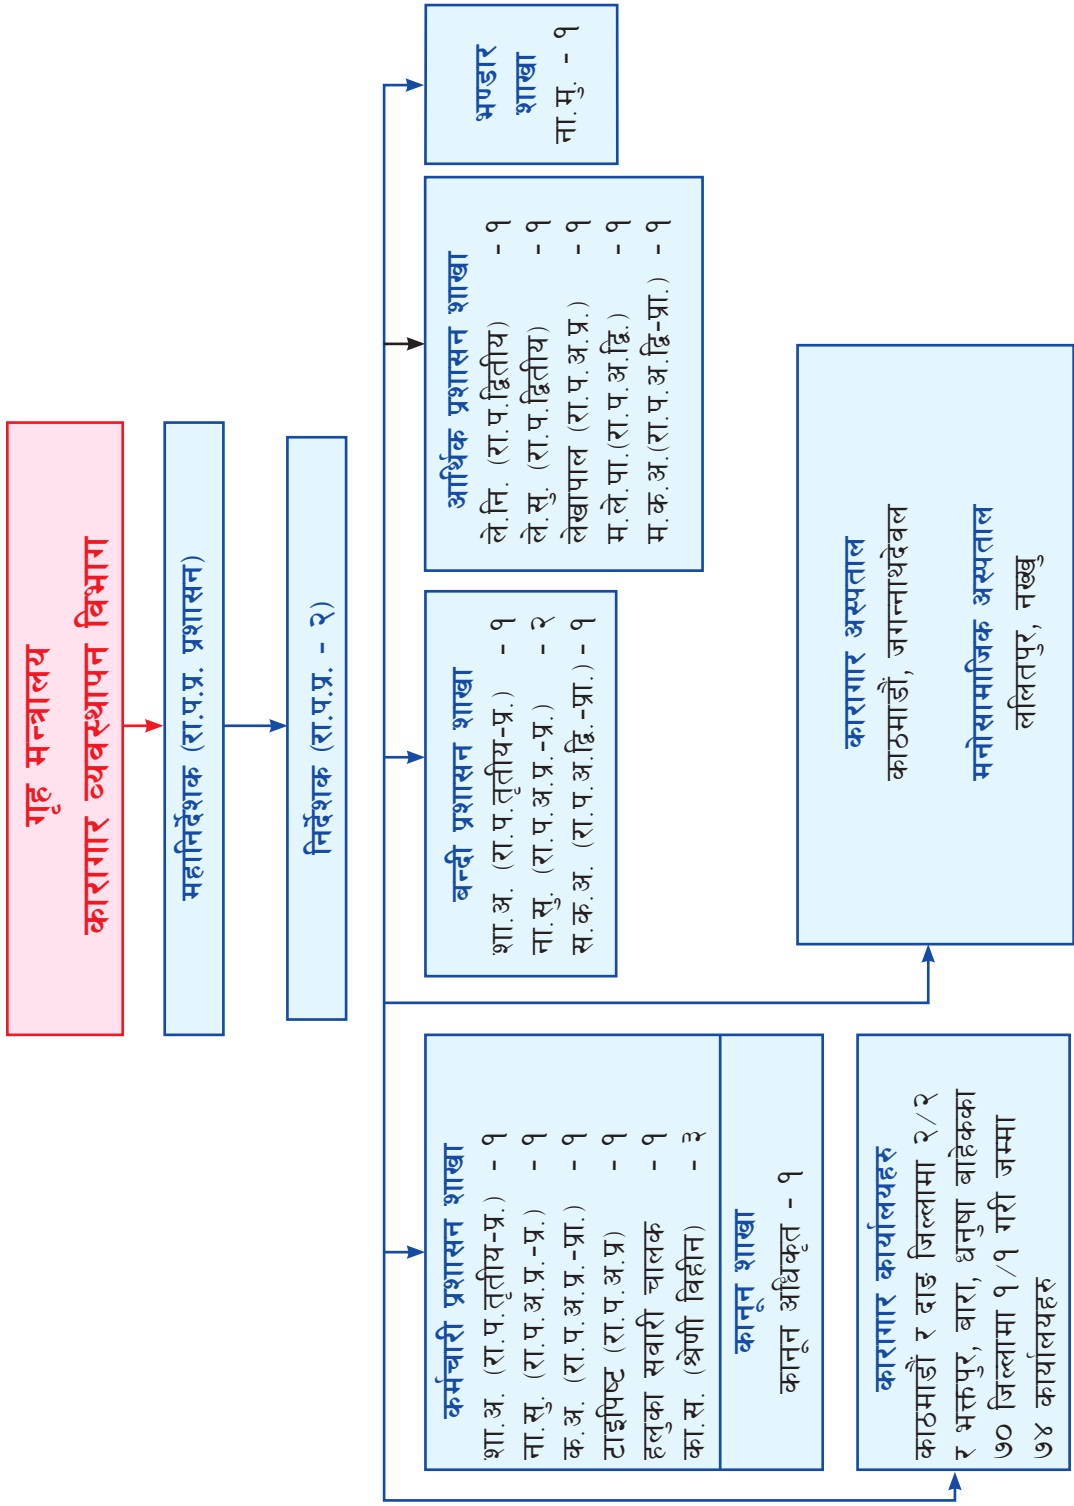 गृह मन्त्रालय
कारागार व्यवस्थापन विभाग
महानिर्देशक (रा.प.प्र. प्रशासन)
निर्देशक (रा.प.प्र. - २)
कर्मचारी प्रशासन शाखा
शा.अ. (रा.प.तृतीय-प्र.) - १
ना.सु. (रा.प.अ.प्र.-प्र.) - १
क.अ. (रा.प.अ.प्र.-प्रा.) - १
टाइपिष्ट (रा.प.अ.प्र) - १
हलुका सवारी चालक - १
का.स. (श्रेणी विहीन) - ३
कानून शाखा
कानून अधिकृत - १
बन्दी प्रशासन शाखा
शा.अ. (रा.प.तृतीय-प्र.) - १
ना.सु. (रा.प.अ.प्र.-प्र.) - २
स.क.अ. (रा.प.अ.द्वि.-प्रा.) - १
आर्थिक प्रशासन शाखा
ले.नि. (रा.प.द्वितीय) - १
ले.सु. (रा.प.द्वितीय) - १
लेखापाल (रा.प.अ.प्र.) - १
म.ले.पा.(रा.प.अ.द्वि.) - १
म.क.अ.(रा.प.अ.द्वि-प्रा.) - १
भण्डार
शाखा
ना.मु. - १
कारागार कार्यालयहरु
काठमाडौं र दाङ जिल्लामा २/२
र भक्तपुर, बारा, धनुषा बाहेकका
७० जिल्लामा १/१ गरी जम्मा
७४ कार्यालयहरु
कारागार अस्पताल
काठमाडौं, जगन्नाथदेवल
मनोसामाजिक अस्पताल
ललितपुर, नख्खु